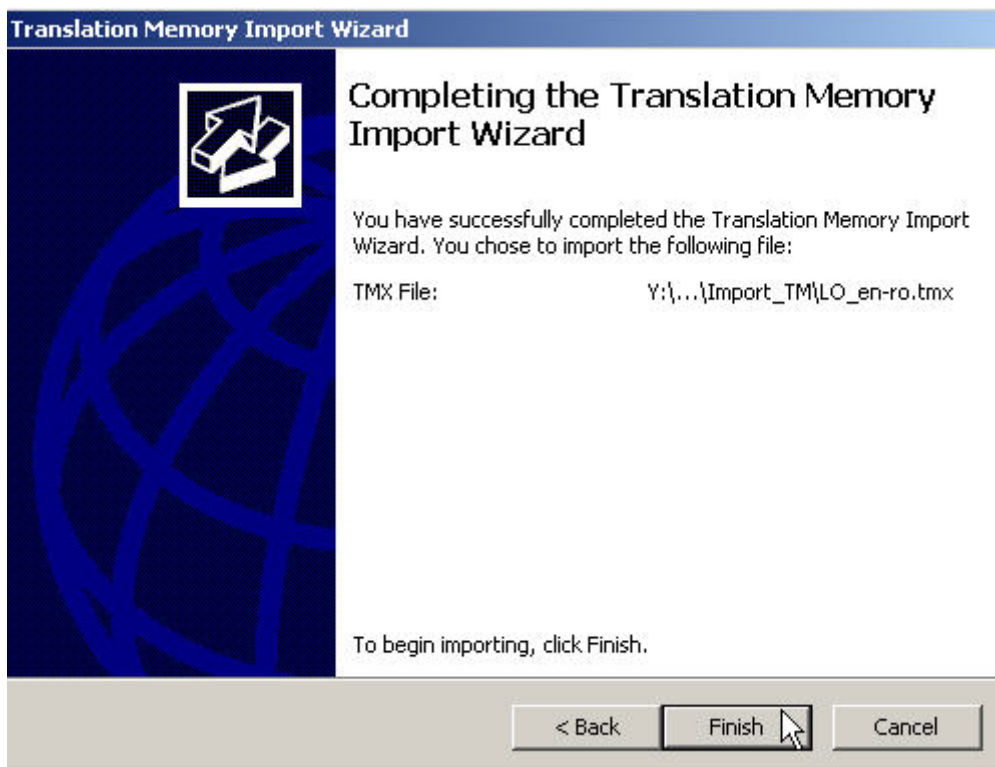 Translation Memory Import Wizard
Completing the Translation Memory
Import Wizard
You have successfully completed the Translation Memory Import
Wizard. You chose to import the following file:
TMX File: Y:\...\Import_TM\LO_en-ro.tmx
To begin importing, click Finish.
< Back Finish Cancel